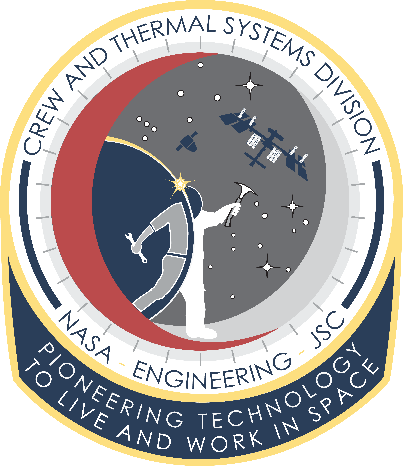 CREW AND THERMAL SYSTEMS DIVISION
NASA - ENGINEERING - JSC
PIONEERING TECHNOLOGY
TO LIVE AND WORK IN SPACE